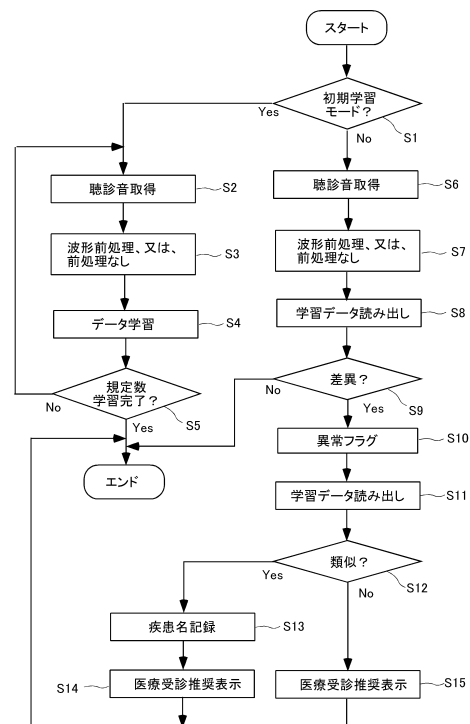 スタート
初期学習
モード？
Yes
S1
No
聴診音取得
S2
聴診音取得
S6
波形前処理、又は、
前処理なし
S3
波形前処理、又は、
前処理なし
S7
データ学習
S4
学習データ読み出し
S8
規定数
学習完了？
No
S5
Yes
差異？
No
S9
Yes
異常フラグ
S10
エンド
学習データ読み出し
S11
類似？
Yes
S12
No
疾患名記録
S13
S14
医療受診推奨表示
医療受診推奨表示
S15